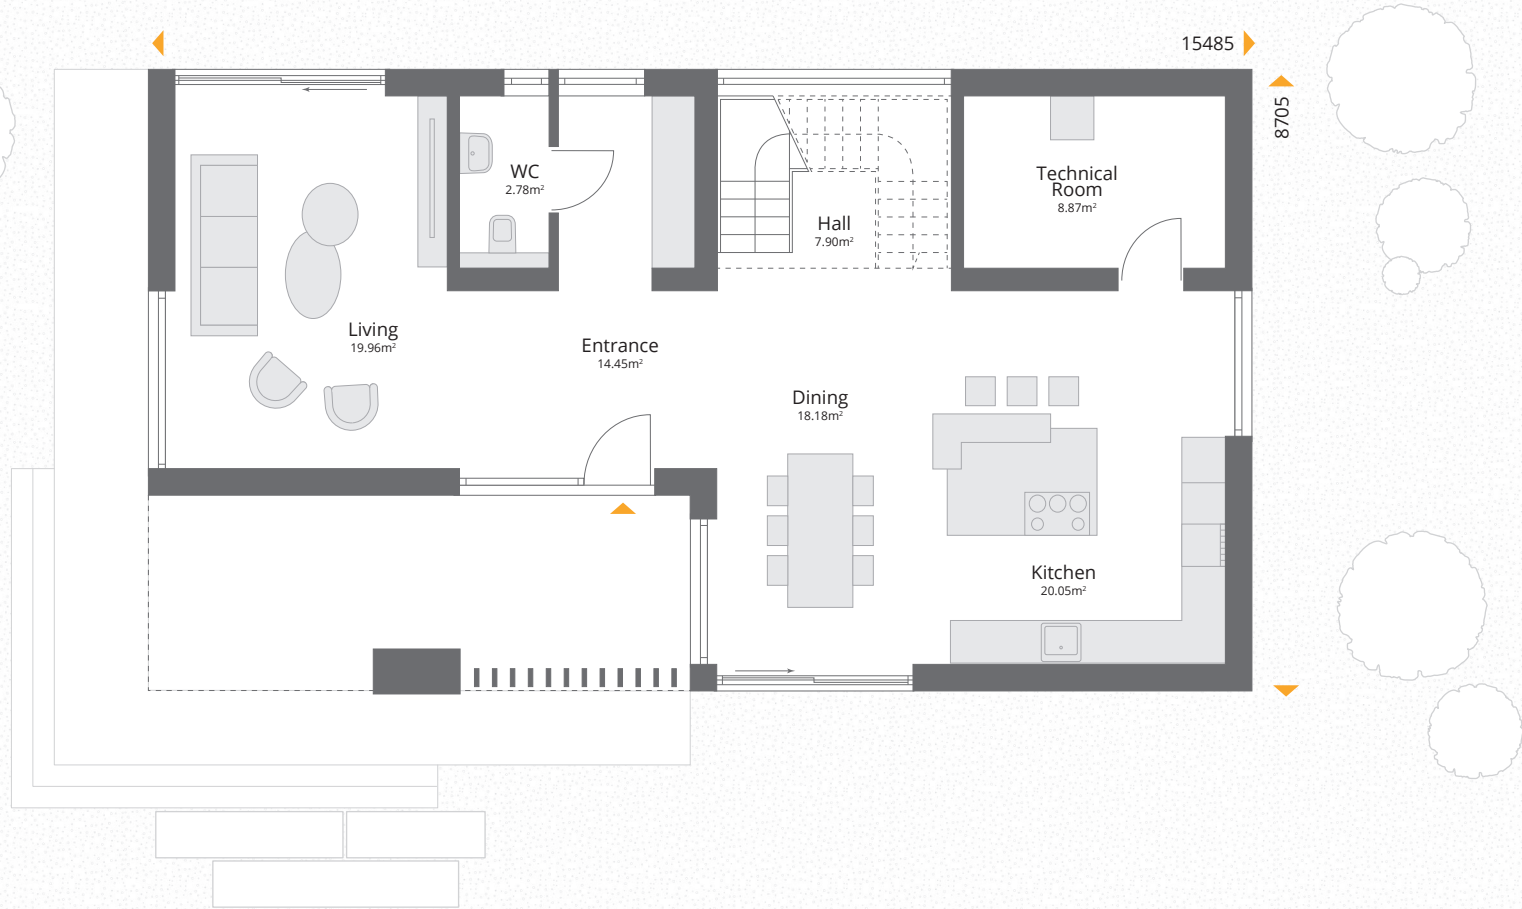 15485
8705
WC
2.78m²
Technical
Room
8.87m²
Hall
7.90m²
Living
19.96m²
Entrance
14.45m²
Dining
18.18m²
Kitchen
20.05m²